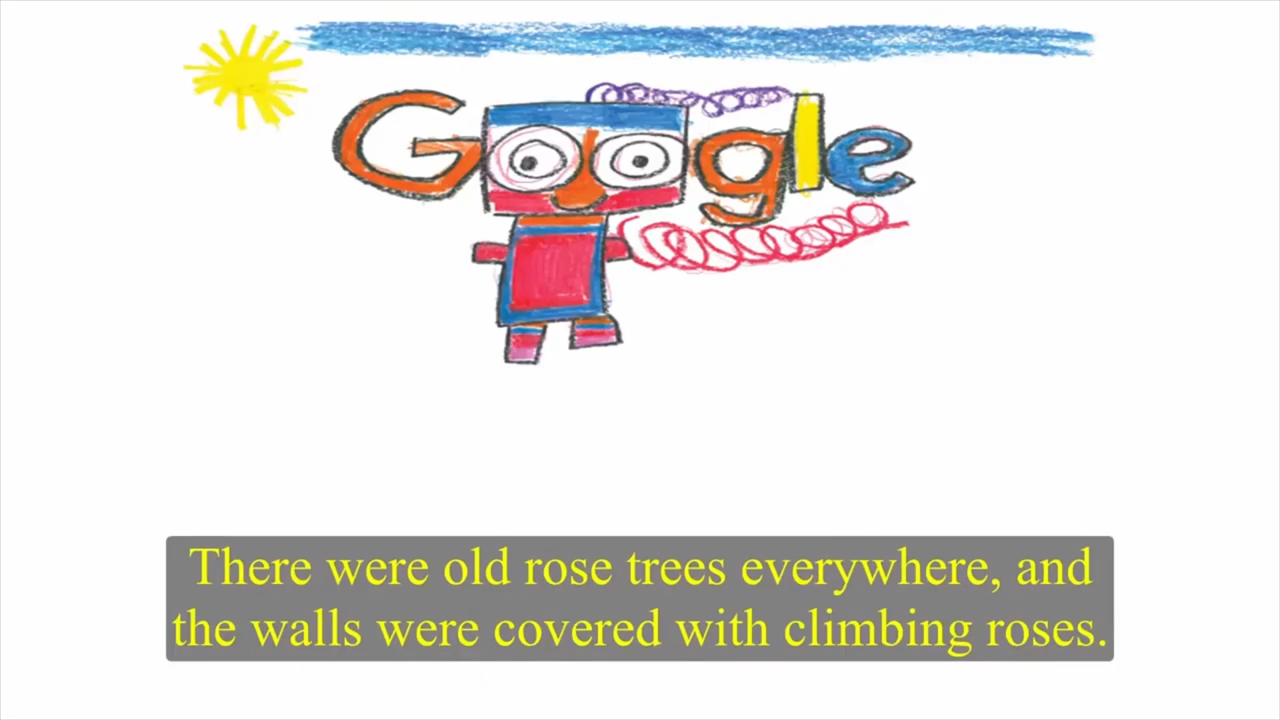 Google
There were old rose trees everywhere, and
the walls were covered with climbing roses.